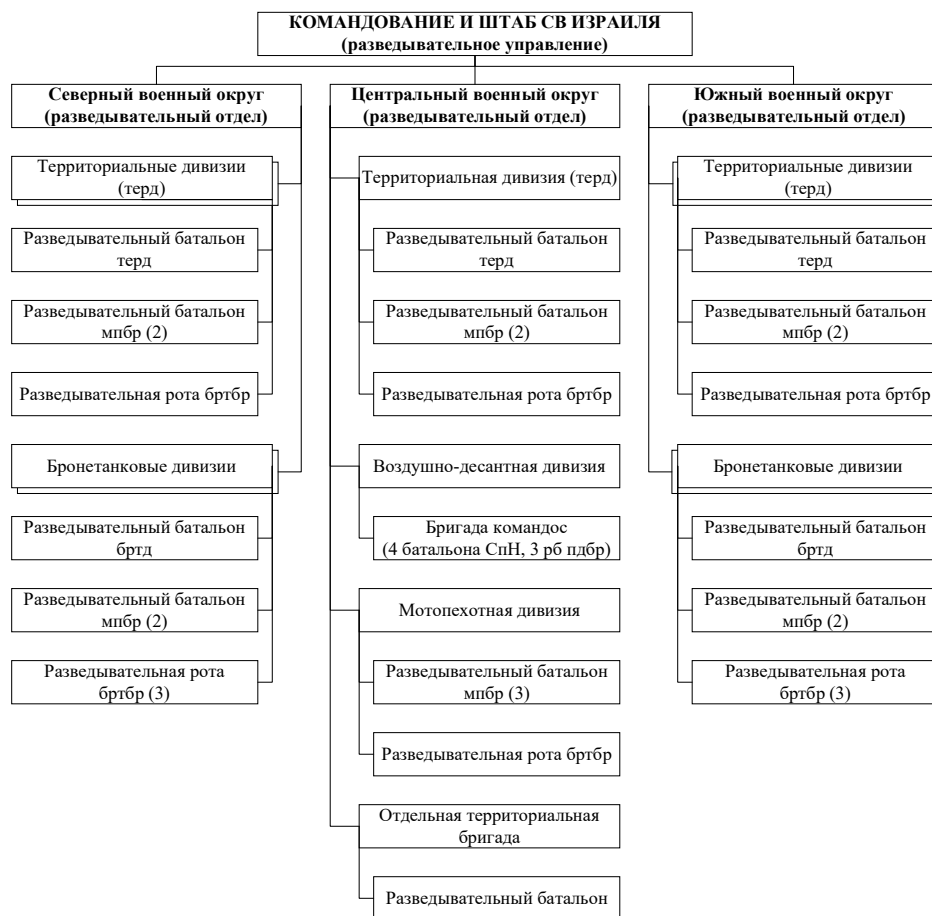 КОМАНДОВАНИЕ И ШТАБ СВ ИЗРАИЛЯ
(разведывательное управление)
Северный военный округ
(разведывательный отдел)
Территориальные дивизии
(терд)
Разведывательный батальон
терд
Разведывательный батальон
мпбр (2)
Разведывательная рота бртбр
Бронетанковые дивизии
Разведывательный батальон
бртд
Разведывательный батальон
мпбр (2)
Разведывательная рота
бртбр (3)
Центральный военный округ
(разведывательный отдел)
Территориальная дивизия (терд)
Разведывательный батальон
терд
Разведывательный батальон
мпбр (2)
Разведывательная рота бртбр
Воздушно-десантная дивизия
Бригада командос
(4 батальона СпН, 3 рб пдбр)
Мотопехотная дивизия
Разведывательный батальон
мпбр (3)
Разведывательная рота бртбр
Отдельная территориальная
бригада
Разведывательный батальон
Южный военный округ
(разведывательный отдел)
Территориальные дивизии
(терд)
Разведывательный батальон
терд
Разведывательный батальон
мпбр (2)
Разведывательная рота бртбр
Бронетанковые дивизии
Разведывательный батальон
бртд
Разведывательный батальон
мпбр (2)
Разведывательная рота
бртбр (3)